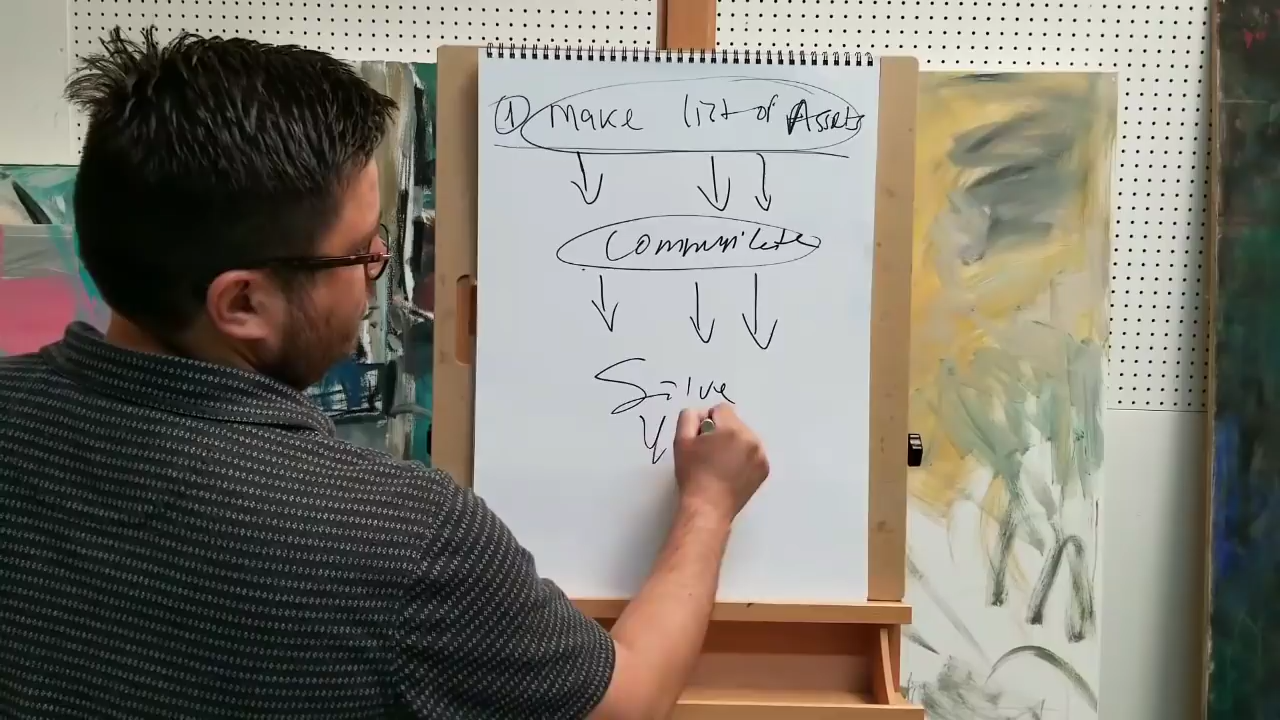 ① Make list of Assets
Communicate
Solve